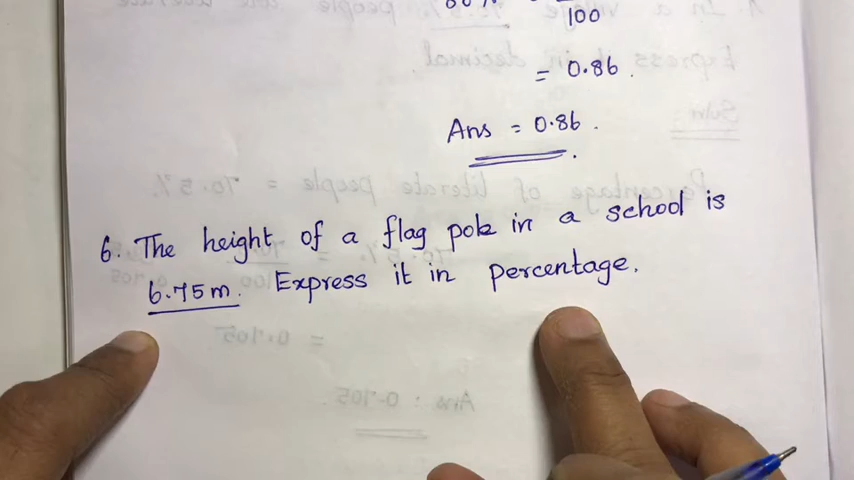 100
= 0.86.
Ans = 0.86.
6. The height of a flag pole in a school is
6.75m. Express it in percentage.